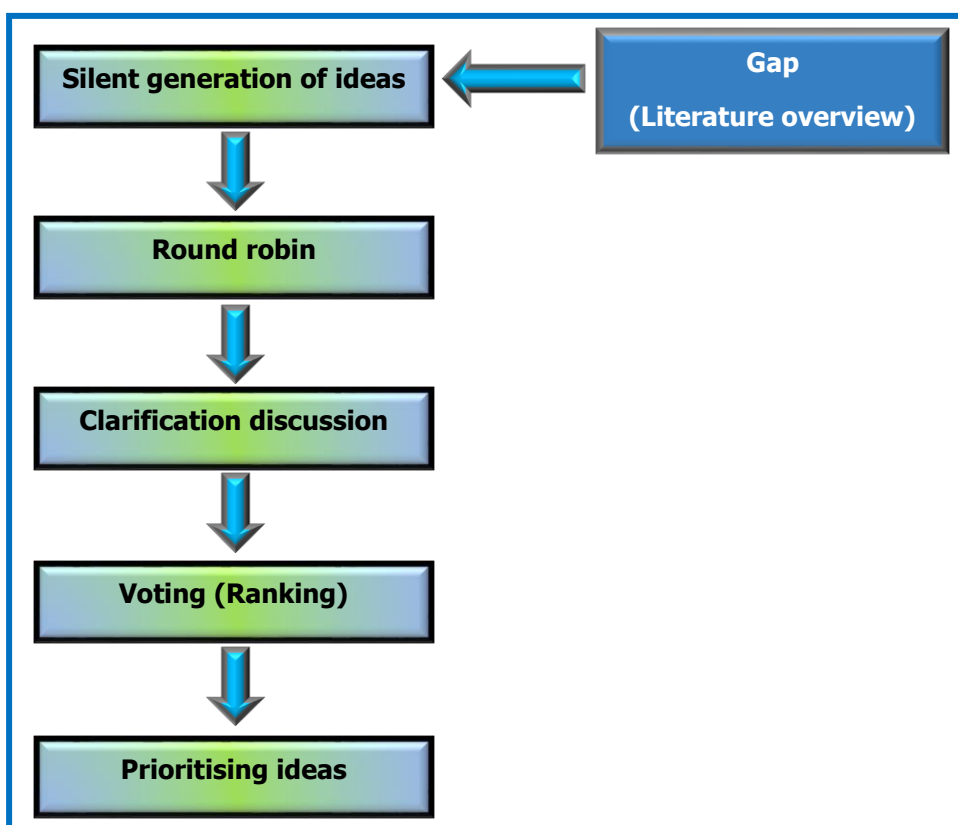 Silent generation of ideas
Gap
(Literature overview)
Round robin
Clarification discussion
Voting (Ranking)
Prioritising ideas